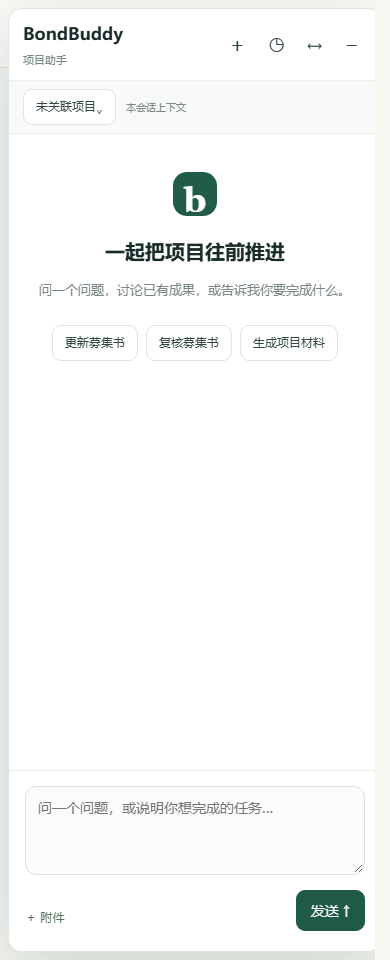 BondBuddy
项目助手
未关联项目
本会话上下文
b
一起把项目往前推进
问一个问题，讨论已有成果，或告诉我你要完成什么。
更新募集书 复核募集书 生成项目材料
问一个问题，或说明你想完成的任务...
+ 附件
发送 ↑